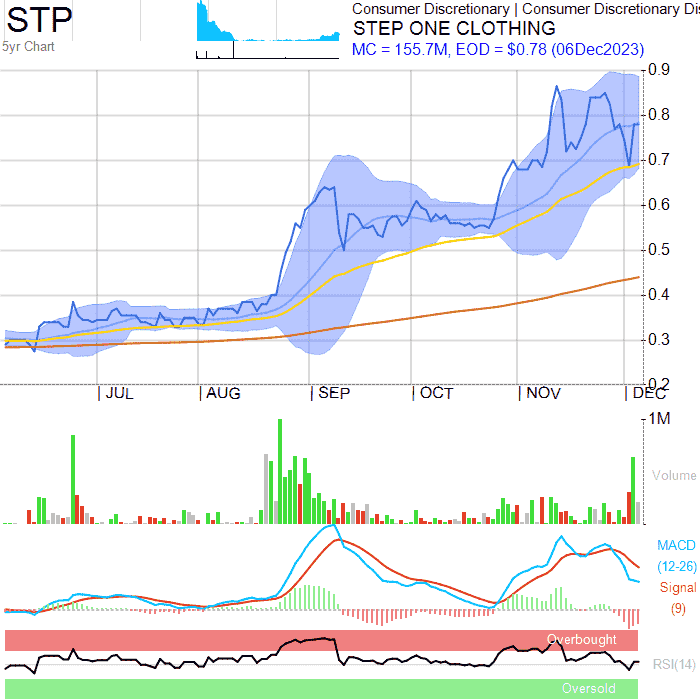 STP
5yr Chart
Consumer Discretionary | Consumer Discretionary Dis
STEP ONE CLOTHING
MC = 155.7M, EOD = $0.78 (06Dec2023)
0.9
0.8
0.7
0.6
0.5
0.4
0.3
0.2
| JUL | AUG | SEP | OCT | NOV | DEC
1M
Volume
MACD
(12-26)
Signal
(9)
Overbought
RSI(14)
Oversold